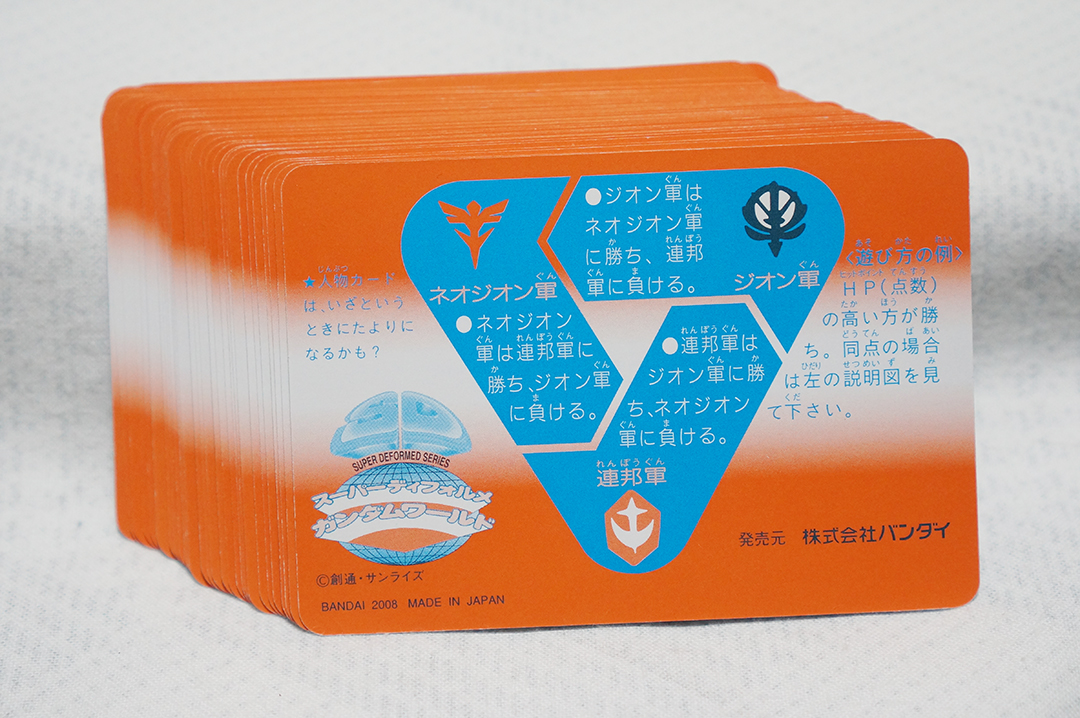 ★人物カード
は、いざという
ときにたよりに
なるかも？
ネオジオン軍
●ネオジオン
軍は連邦軍に
勝ち、ジオン軍
に負ける。
●ジオン軍は
ネオジオン軍
に勝ち、連邦
軍に負ける。
ジオン軍
●連邦軍は
ジオン軍に勝
ち、ネオジオン
軍に負ける。
連邦軍
〈遊び方の例〉
HP(点数)
の高い方が勝
ち。同点の場合
は左の説明図を見
て下さい。
SUPER DEFORMED SERIES
スーパーディフォルメ
ガンダムワールド
©創通・サンライズ
BANDAI 2008 MADE IN JAPAN
発売元 株式会社バンダイ